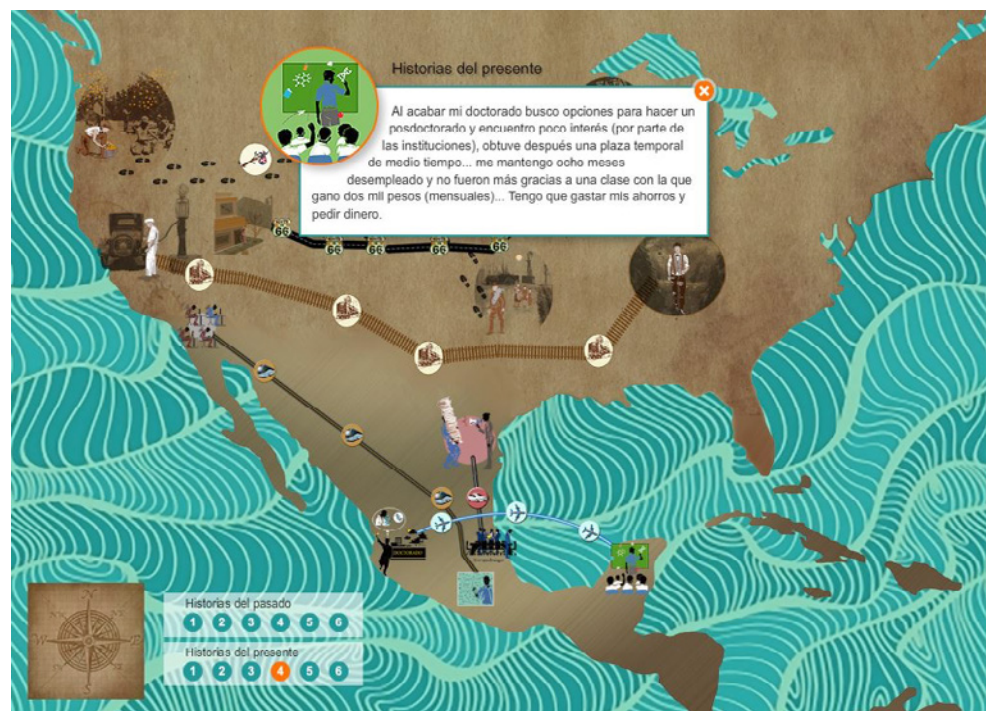 Historias del presente
Al acabar mi doctorado busco opciones para hacer un
posdoctorado y encuentro poco interés (por parte de
las instituciones), obtuve después una plaza temporal
de medio tiempo... me mantengo ocho meses
desempleado y no fueron más gracias a una clase con la que
gano dos mil pesos (mensuales)... Tengo que gastar mis ahorros y
pedir dinero.
66 66 66 66 66
DOCTORADO
N
W
S
Historias del pasado
1 2 3 4 5 6
Historias del presente
1 2 3 4 5 6